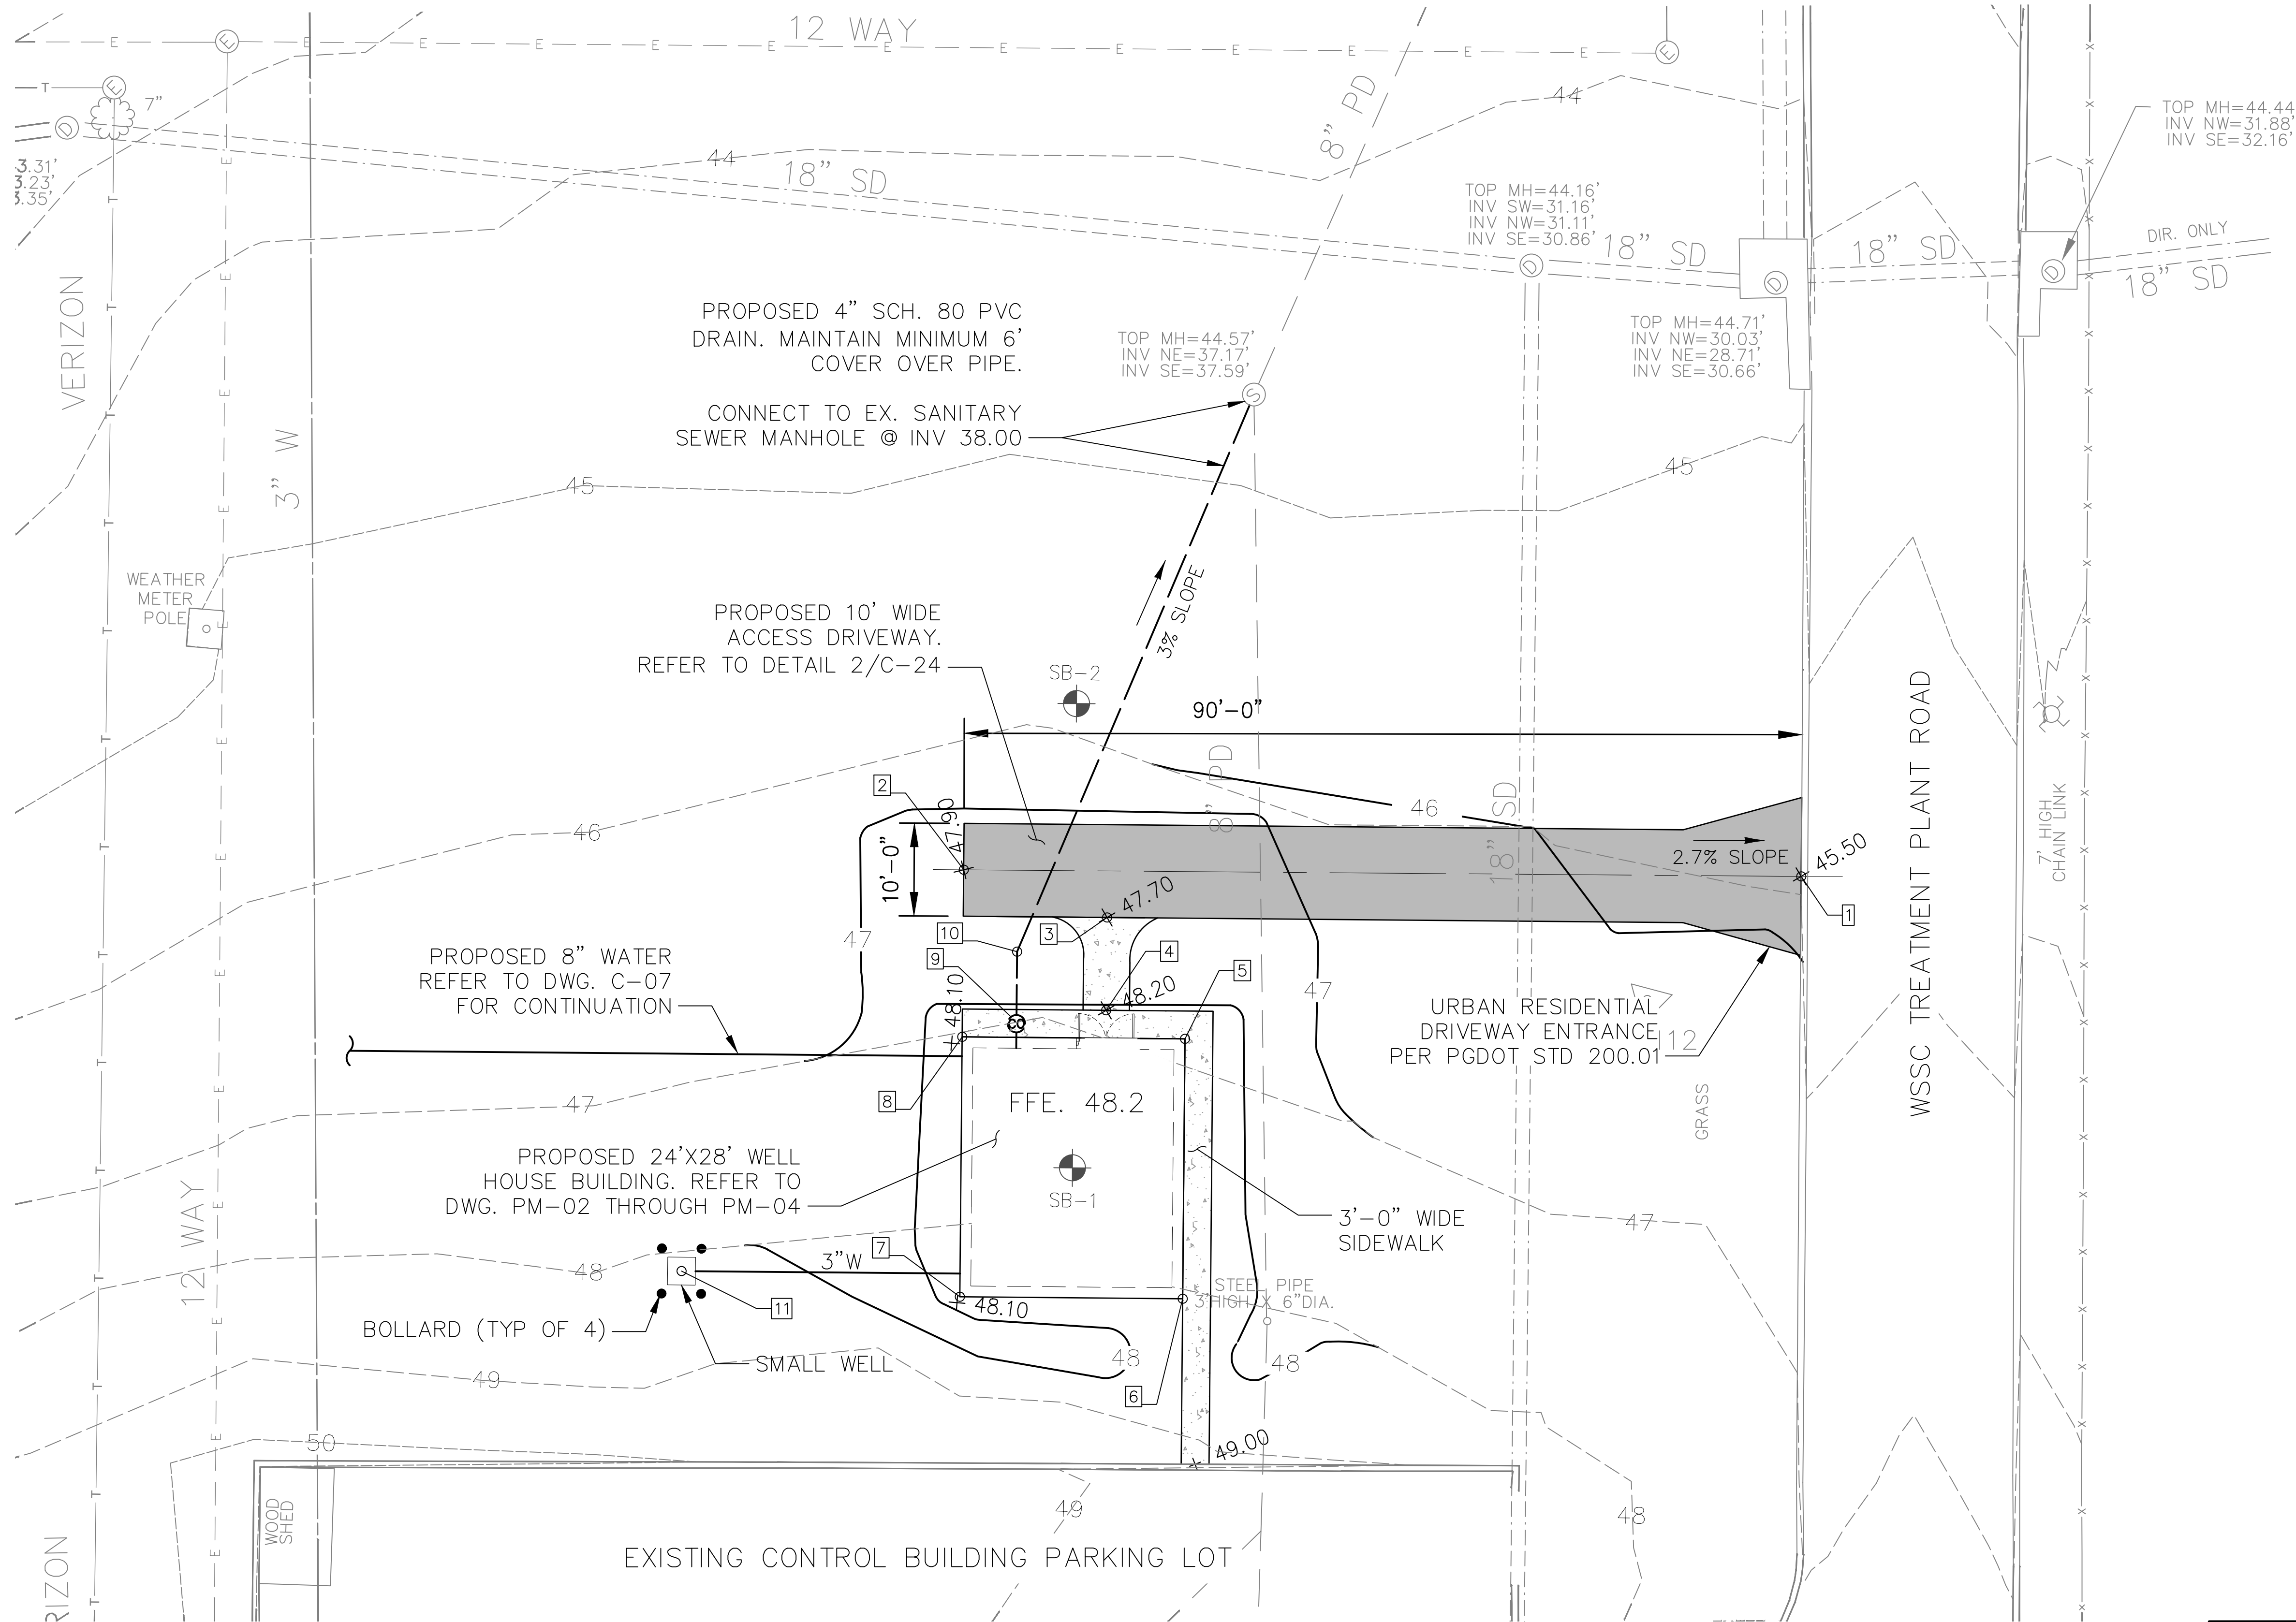 12 WAY
E
E
E
E
E
E
E
E
E
E
E
E
E
T
E
7"
D
44
44
18" SD
8" PD
3.31'
3.23'
3.35'
TOP MH=44.44'
INV NW=31.88'
INV SE=32.16'
TOP MH=44.16'
INV SW=31.16'
INV NW=31.11'
INV SE=30.86'
18" SD
18" SD
DIR. ONLY
18" SD
D
D
D
VERIZON
3" W
PROPOSED 4" SCH. 80 PVC
DRAIN. MAINTAIN MINIMUM 6'
COVER OVER PIPE.
TOP MH=44.57'
INV NE=37.17'
INV SE=37.59'
TOP MH=44.71'
INV NW=30.03'
INV NE=28.71'
INV SE=30.66'
S
CONNECT TO EX. SANITARY
SEWER MANHOLE @ INV 38.00
45
45
WEATHER
METER
POLE
3% SLOPE
PROPOSED 10' WIDE
ACCESS DRIVEWAY.
REFER TO DETAIL 2/C-24
SB-2
90'-0"
8" PD
18" SD
2
47.90
46
46
10'-0"
2.7% SLOPE
45.50
1
7' HIGH
CHAIN LINK
WSSC TREATMENT PLANT ROAD
47.70
3
10
47
4
9
5
48.10
48.20
47
PROPOSED 8" WATER
REFER TO DWG. C-07
FOR CONTINUATION
CO
URBAN RESIDENTIAL
DRIVEWAY ENTRANCE
PER PGDOT STD 200.01
112
GRASS
47
8
FFE. 48.2
PROPOSED 24'X28' WELL
HOUSE BUILDING. REFER TO
DWG. PM-02 THROUGH PM-04
SB-1
3'-0" WIDE
SIDEWALK
47
12 WAY
48
7
3"W
11
48.10
STEEL PIPE
3'HIGH X 6"DIA.
BOLLARD (TYP OF 4)
SMALL WELL
48
48
49
6
50
49.00
WOOD
SHED
49
48
RIZON
EXISTING CONTROL BUILDING PARKING LOT